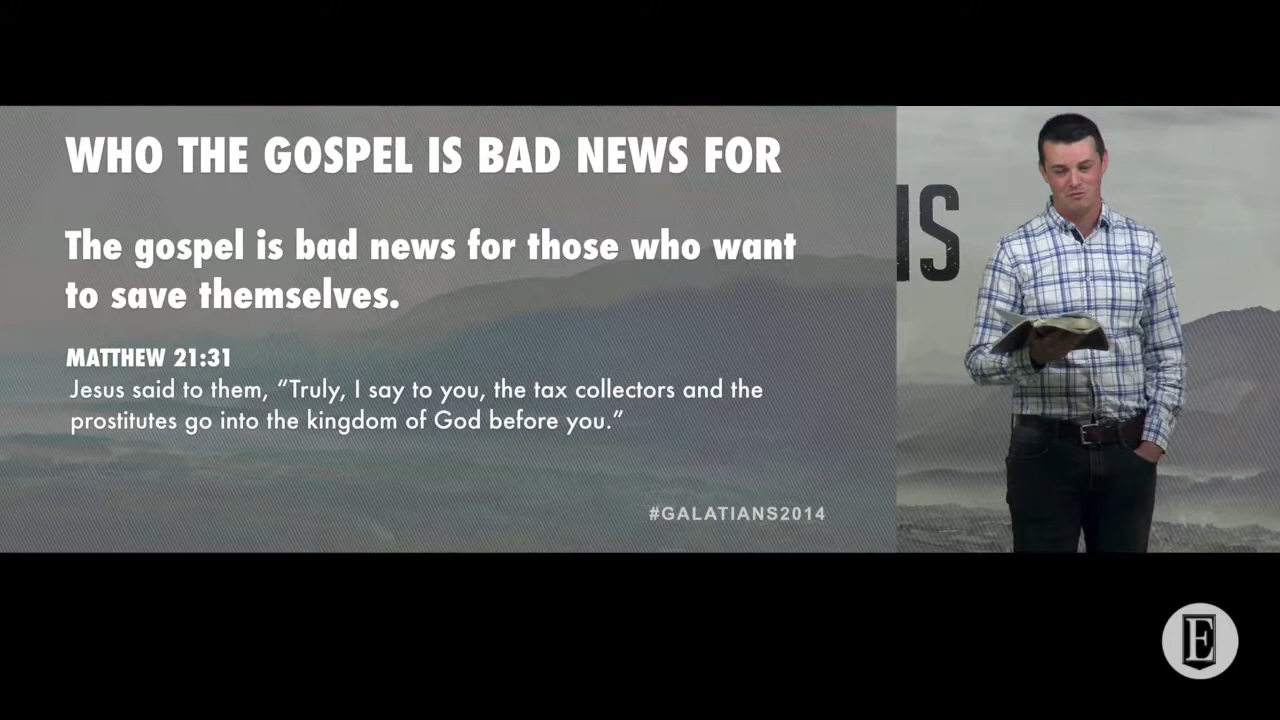 WHO THE GOSPEL IS BAD NEWS FOR
The gospel is bad news for those who want
to save themselves.
MATTHEW 21:31
Jesus said to them, “Truly, I say to you, the tax collectors and the
prostitutes go into the kingdom of God before you.”
#GALATIANS2014
IS
E